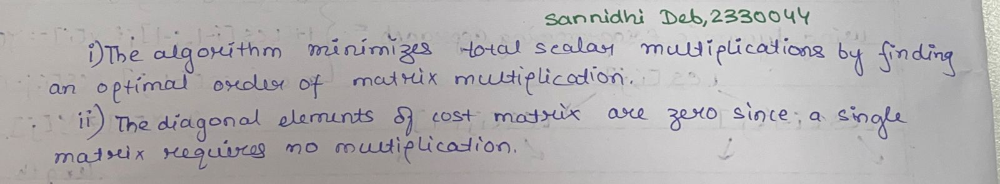 Sannidhi Deb, 2330044
i) The algorithm minimizes total scalar multiplications by finding
an optimal order of matrix multiplication.
ii) The diagonal elements of cost matrix are zero since, a single
matrix requires no multiplication.